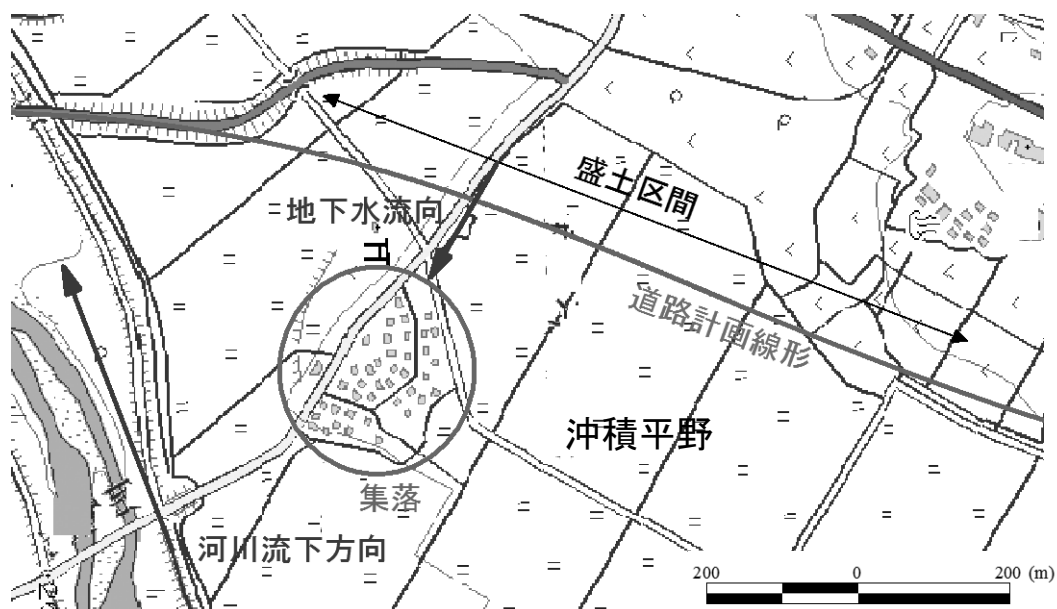 盛土区間
地下水流向
道路計画線形
沖積平野
集落
河川流下方向
200 0 200 (m)